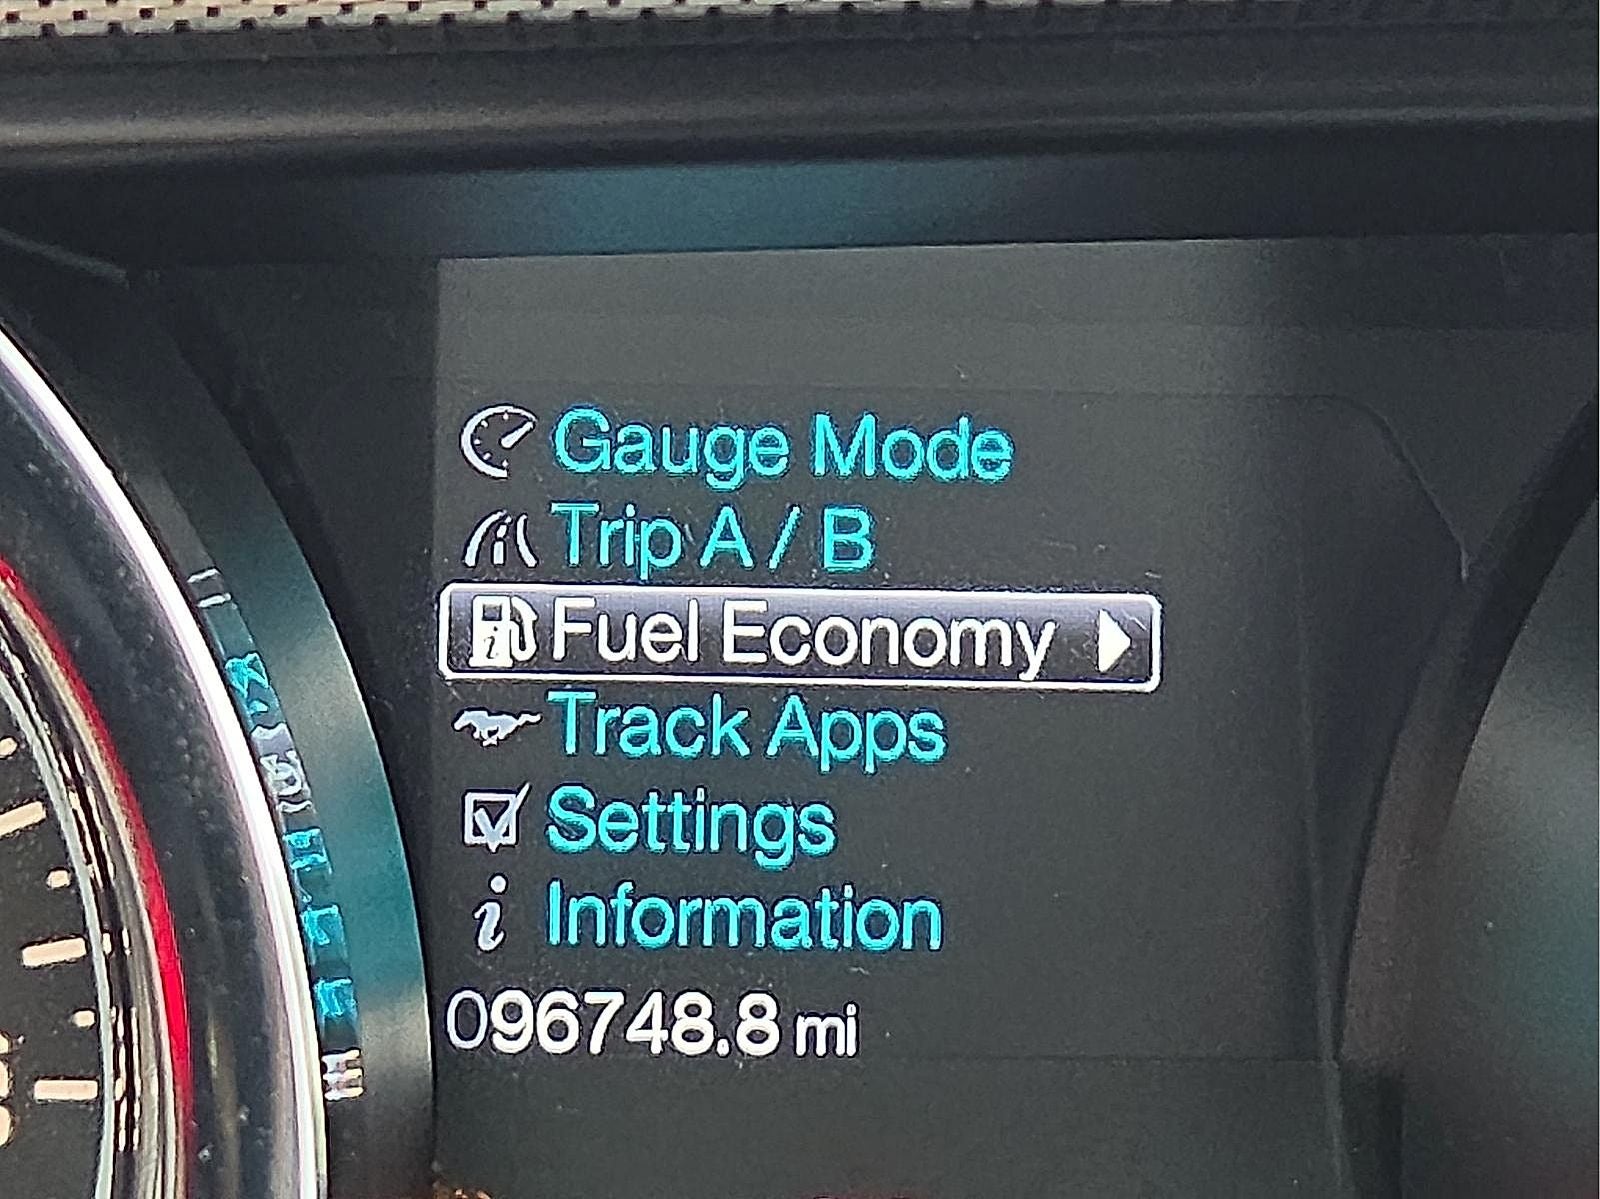 Gauge Mode
Trip A / B
Fuel Economy
Track Apps
Settings
Information
096748.8 mi